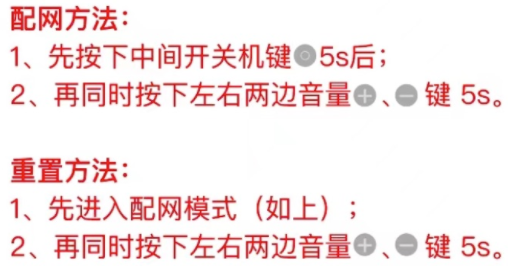 配网方法：
1、先按下中间开关机键⊙5s后；
2、再同时按下左右两边音量⊕、⊖键 5s。
重置方法：
1、先进入配网模式（如上）；
2、再同时按下左右两边音量⊕、⊖键 5s。